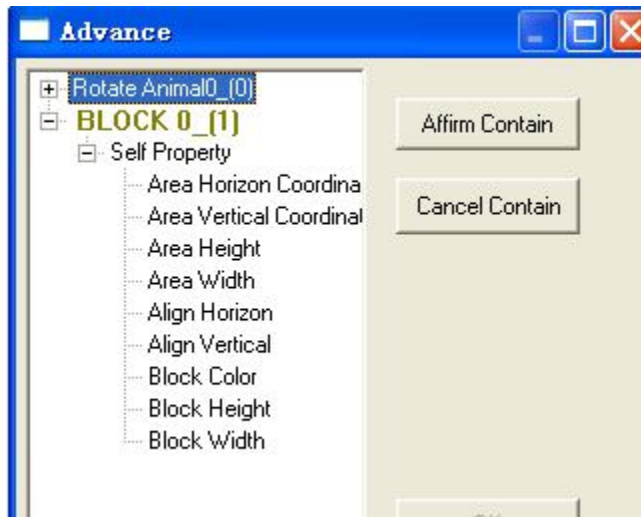 Advance
Rotate Animal0_(0)
BLOCK 0_(1)
Self Property
Area Horizon Coordina
Area Vertical Coordinat
Area Height
Area Width
Align Horizon
Align Vertical
Block Color
Block Height
Block Width
Affirm Contain
Cancel Contain